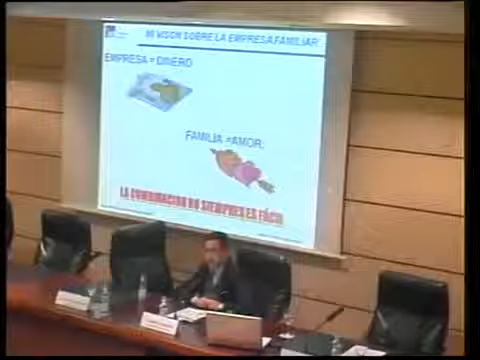 MI VISION SOBRE LA EMPRESA FAMILIAR
EMPRESA = DINERO
FAMILIA =AMOR.
LA COMBINACION NO SIEMPRE ES FÁCIL